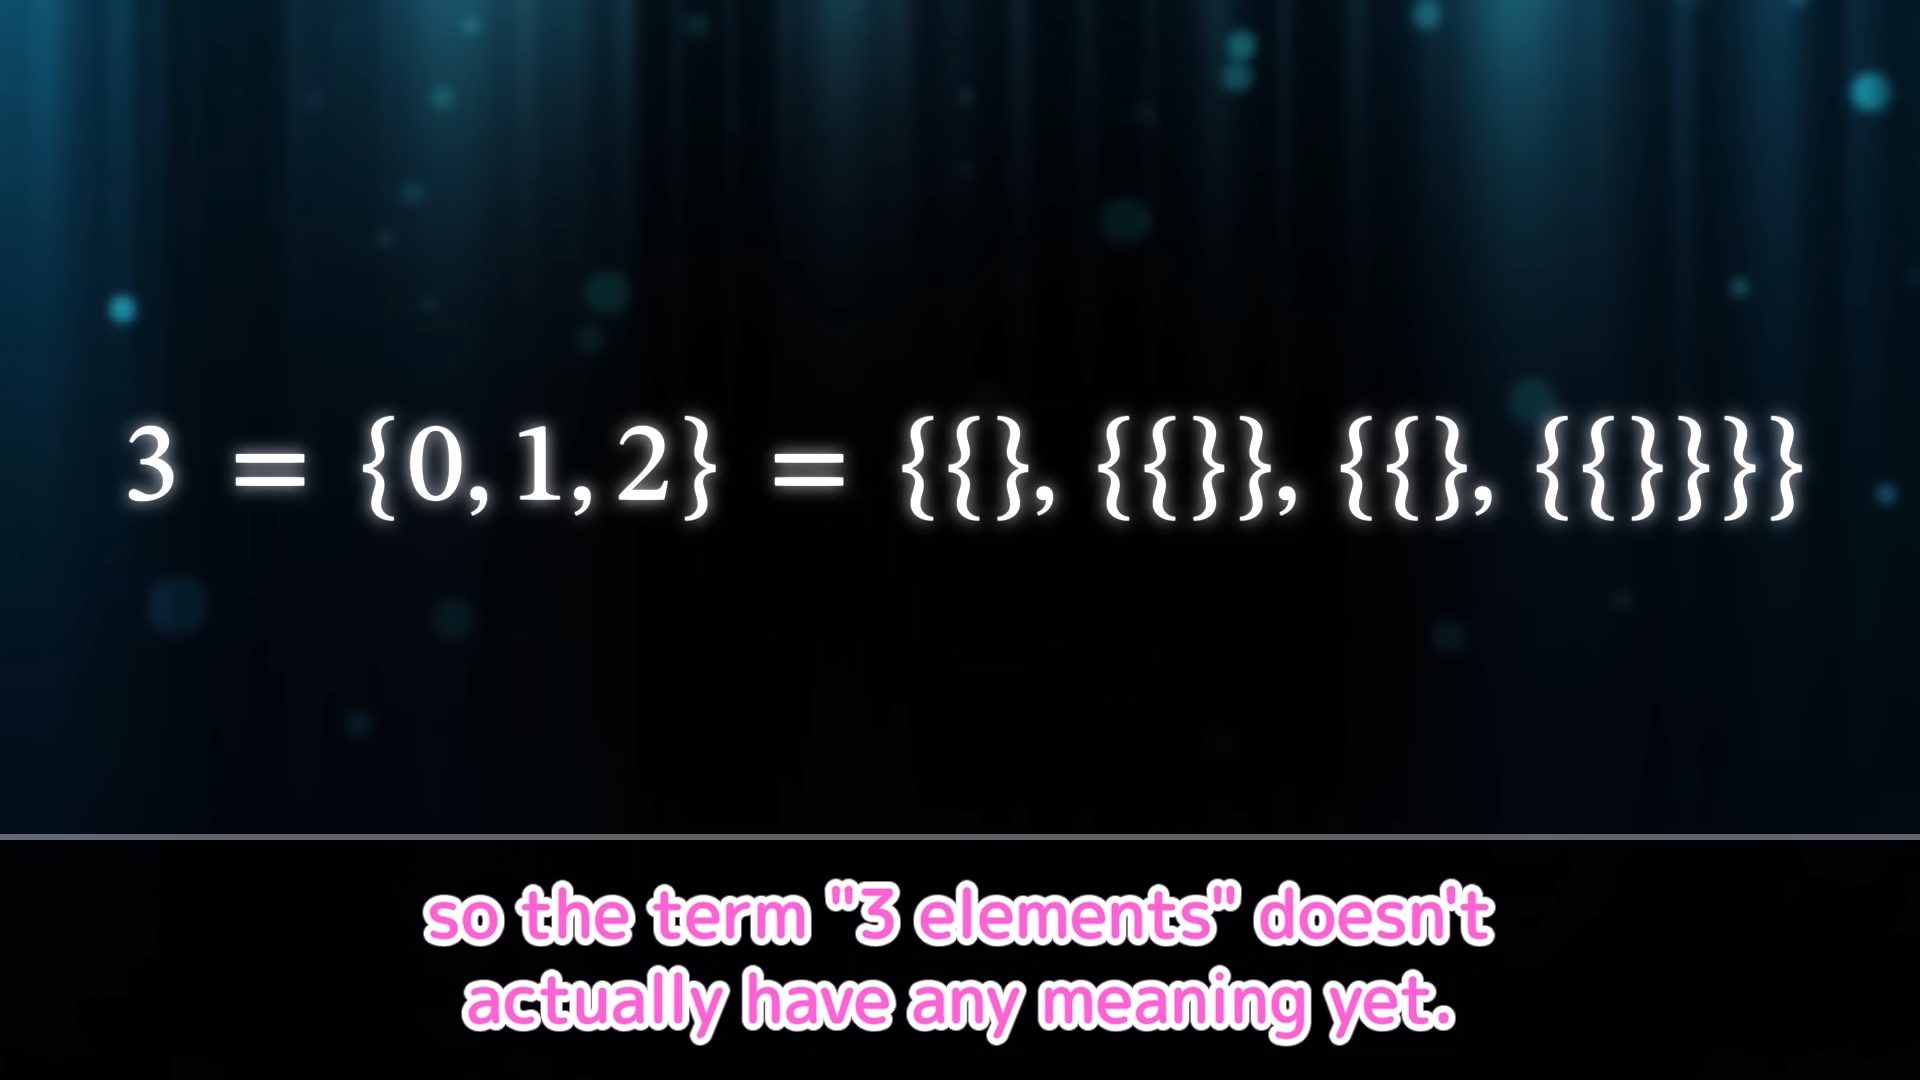 3 = {0, 1, 2} = {{}, {{}}, {{}, {{}}}}
so the term "3 elements" doesn't
actually have any meaning yet.